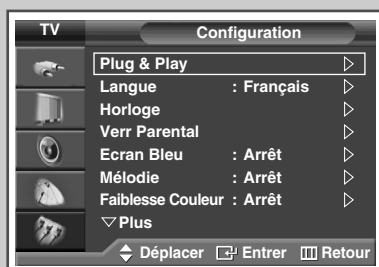 TV Configuration
Plug & Play
Langue : Français
Horloge
Verr Parental
Ecran Bleu : Arrêt
Mélodie : Arrêt
Faiblesse Couleur : Arrêt
Plus
Déplacer Entrer Retour